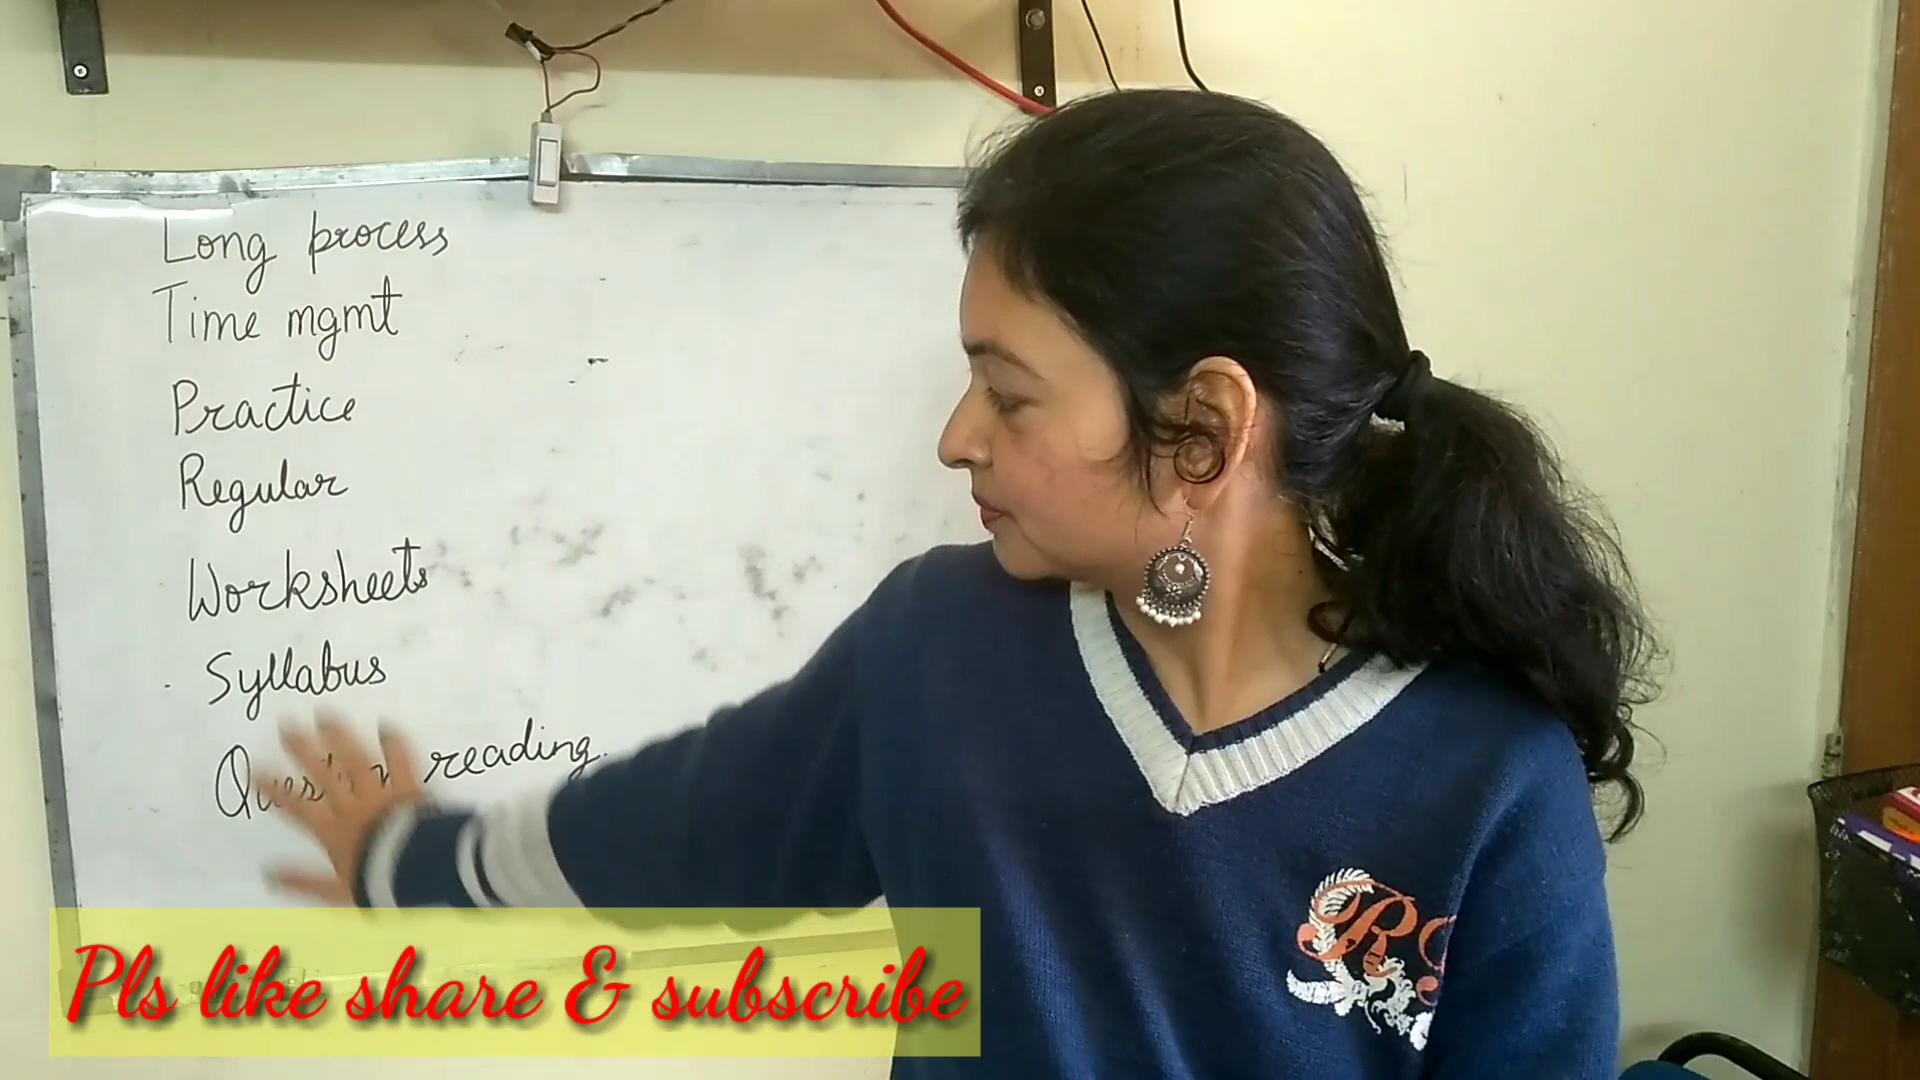 Long process
Time mgmt
Practice
Regular
Worksheets
Syllabus
reading.
Pls like share & subscribe